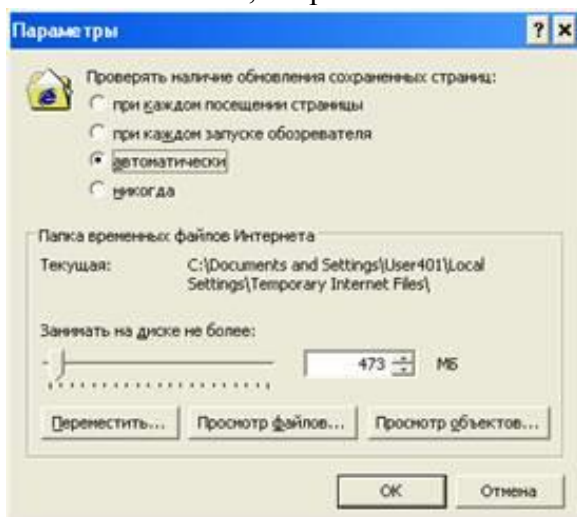 Параметры
Проверять наличие обновления сохраненных страниц:
при каждом посещении страницы
при каждом запуске обозревателя
автоматически
никогда
Папка временных файлов Интернета
Текущая: C:\Documents and Settings\User401\Local
Settings\Temporary Internet Files\
Занимать на диске не более:
473 МБ
Переместить... Просмотр файлов... Просмотр объектов...
ОК Отмена